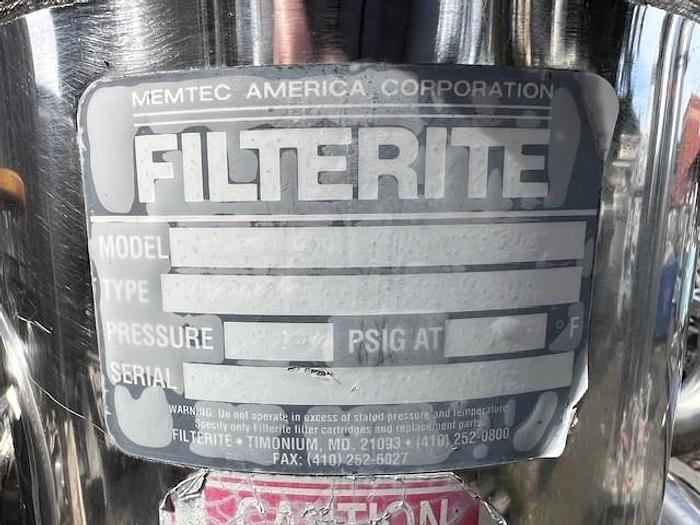 MEMTEC AMERICA CORPORATION
FILTERITE
MODEL
TYPE
PRESSURE PSIG AT °F
SERIAL
WARNING: Do not operate in excess of stated pressure and temperature.
Specify only Filterite filter cartridges and replacement parts.
FILTERITE • TIMONIUM, MD. 21093 • (410) 252-0800
FAX: (410) 252-6027
CAUTION